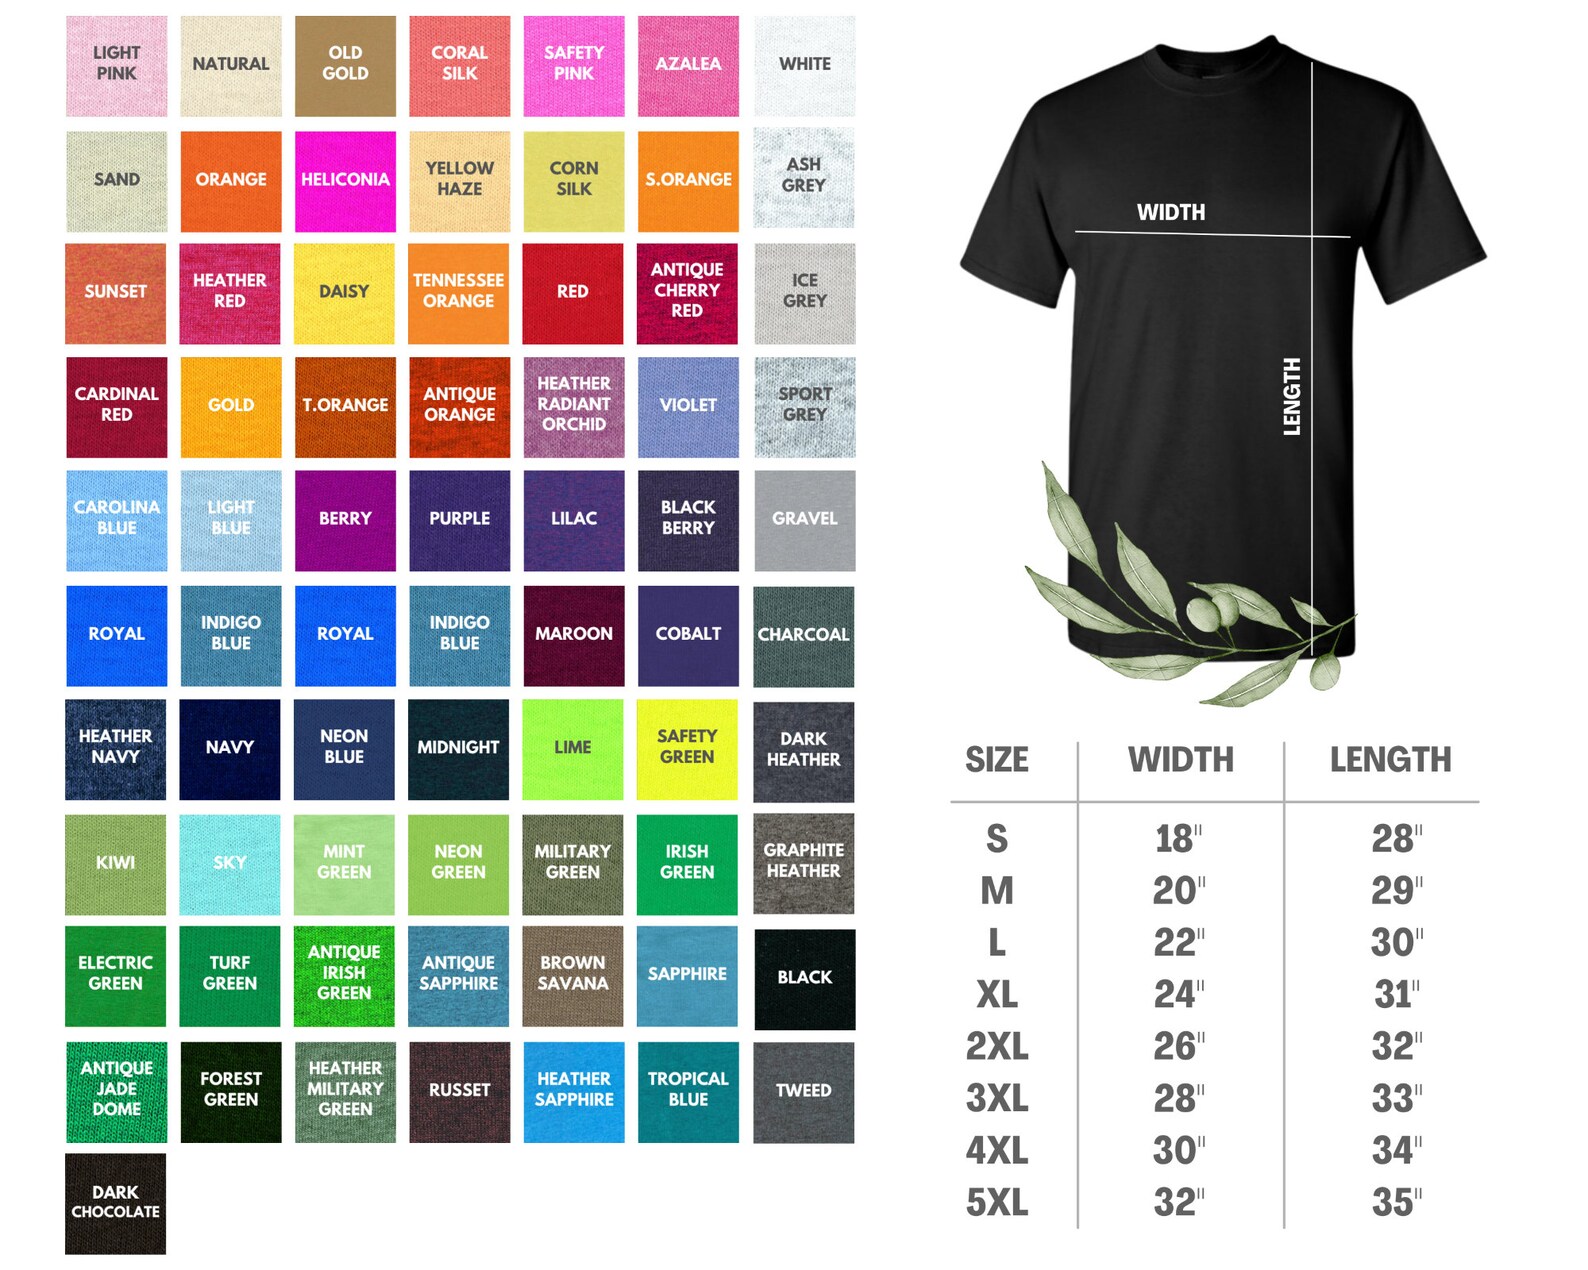 LIGHT
PINK
NATURAL
OLD
GOLD
CORAL
SILK
SAFETY
PINK
AZALEA
WHITE
SAND
ORANGE
HELICONIA
YELLOW
HAZE
CORN
SILK
S.ORANGE
ASH
GREY
SUNSET
HEATHER
RED
DAISY
TENNESSEE
ORANGE
RED
ANTIQUE
CHERRY
RED
ICE
GREY
CARDINAL
RED
GOLD
T.ORANGE
ANTIQUE
ORANGE
HEATHER
RADIANT
ORCHID
VIOLET
SPORT
GREY
CAROLINA
BLUE
LIGHT
BLUE
BERRY
PURPLE
LILAC
BLACK
BERRY
GRAVEL
ROYAL
INDIGO
BLUE
ROYAL
INDIGO
BLUE
MAROON
COBALT
CHARCOAL
HEATHER
NAVY
NAVY
NEON
BLUE
MIDNIGHT
LIME
SAFETY
GREEN
DARK
HEATHER
KIWI
SKY
MINT
GREEN
NEON
GREEN
MILITARY
GREEN
IRISH
GREEN
GRAPHITE
HEATHER
ELECTRIC
GREEN
TURF
GREEN
ANTIQUE
IRISH
GREEN
ANTIQUE
SAPPHIRE
BROWN
SAVANA
SAPPHIRE
BLACK
ANTIQUE
JADE
DOME
FOREST
GREEN
HEATHER
MILITARY
GREEN
RUSSET
HEATHER
SAPPHIRE
TROPICAL
BLUE
TWEED
DARK
CHOCOLATE
WIDTH
LENGTH
SIZE WIDTH LENGTH
S 18" 28"
M 20" 29"
L 22" 30"
XL 24" 31"
2XL 26" 32"
3XL 28" 33"
4XL 30" 34"
5XL 32" 35"